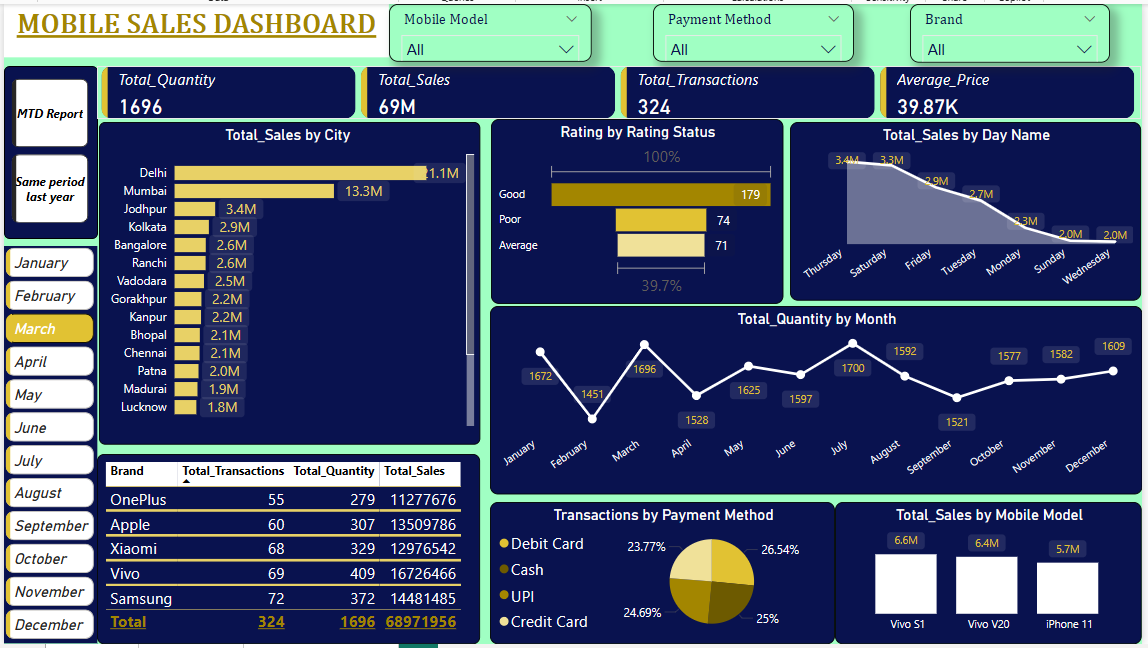 MOBILE SALES DASHBOARD
Mobile Model
All
Payment Method
All
Brand
All
MTD Report
Same period
last year
Total_Quantity
1696
Total_Sales
69M
Total_Transactions
324
Average_Price
39.87K
January
February
March
April
May
June
July
August
September
October
November
December
Total_Sales by City
Delhi 21.1M
Mumbai 13.3M
Jodhpur 3.4M
Kolkata 2.9M
Bangalore 2.6M
Ranchi 2.6M
Vadodara 2.5M
Gorakhpur 2.2M
Kanpur 2.2M
Bhopal 2.1M
Chennai 2.1M
Patna 2.0M
Madurai 1.9M
Lucknow 1.8M
Rating by Rating Status
100%
Good 179
Poor 74
Average 71
39.7%
Total_Sales by Day Name
3.4M 3.3M 2.9M 2.7M 2.3M 2.0M 2.0M
Thursday Saturday Friday Tuesday Monday Sunday Wednesday
Total_Quantity by Month
1672 1451 1696 1528 1625 1597 1700 1592 1521 1577 1582 1609
January February March April May June July August September October November December
Brand Total_Transactions Total_Quantity Total_Sales
OnePlus 55 279 11277676
Apple 60 307 13509786
Xiaomi 68 329 12976542
Vivo 69 409 16726466
Samsung 72 372 14481485
Total 324 1696 68971956
Transactions by Payment Method
Debit Card
Cash
UPI
Credit Card
23.77% 26.54%
24.69% 25%
Total_Sales by Mobile Model
6.6M 6.4M 5.7M
Vivo S1 Vivo V20 iPhone 11